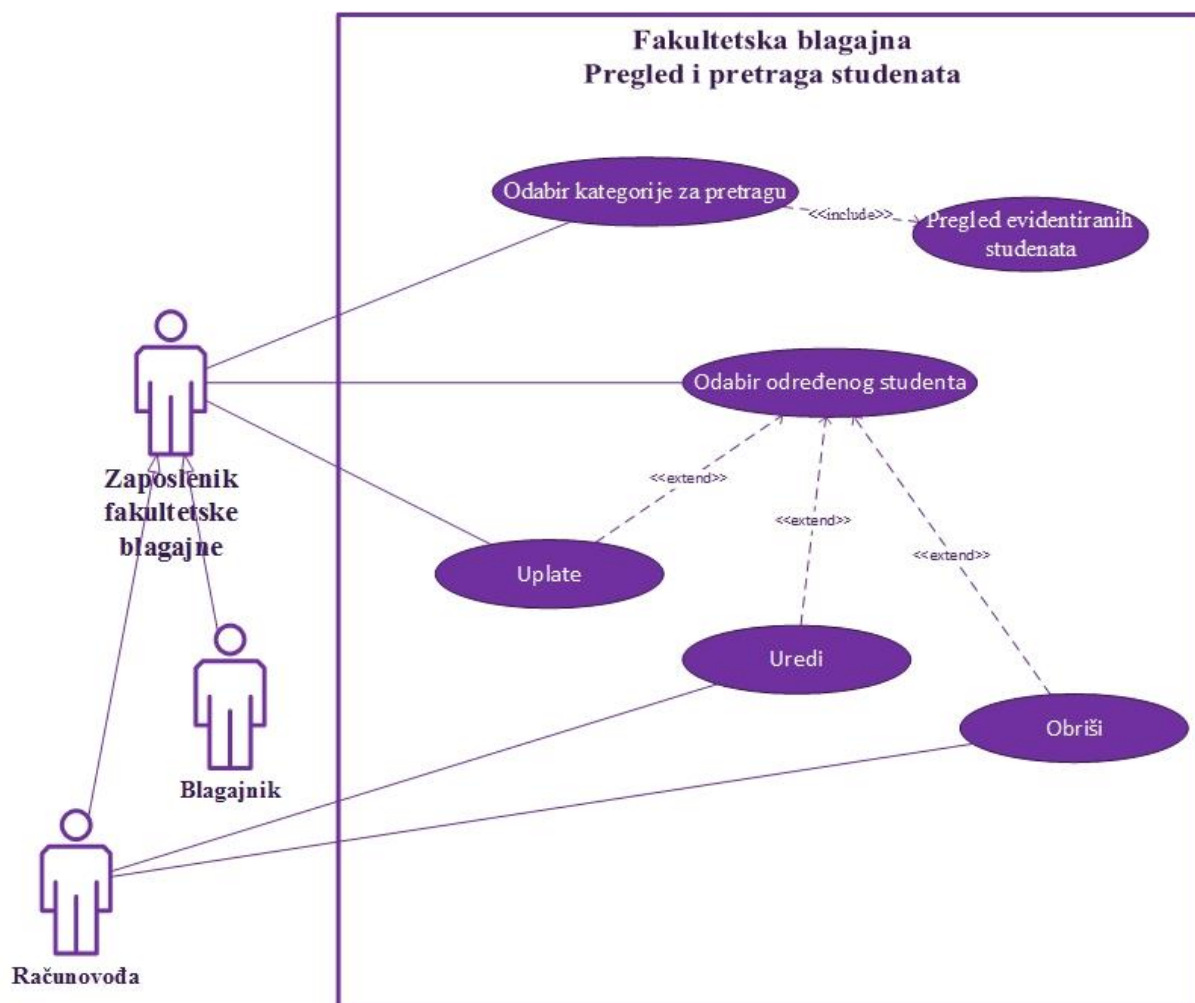 Fakultetska blagajna
Pregled i pretraga studenata
Odabir kategorije za pretragu
<<include>>
Pregled evidentiranih
studenata
Odabir određenog studenta
Zaposlenik
fakultetske
blagajne
<<extend>>
<<extend>>
<<extend>>
Uplate
Uredi
Obriši
Blagajnik
Računovođa